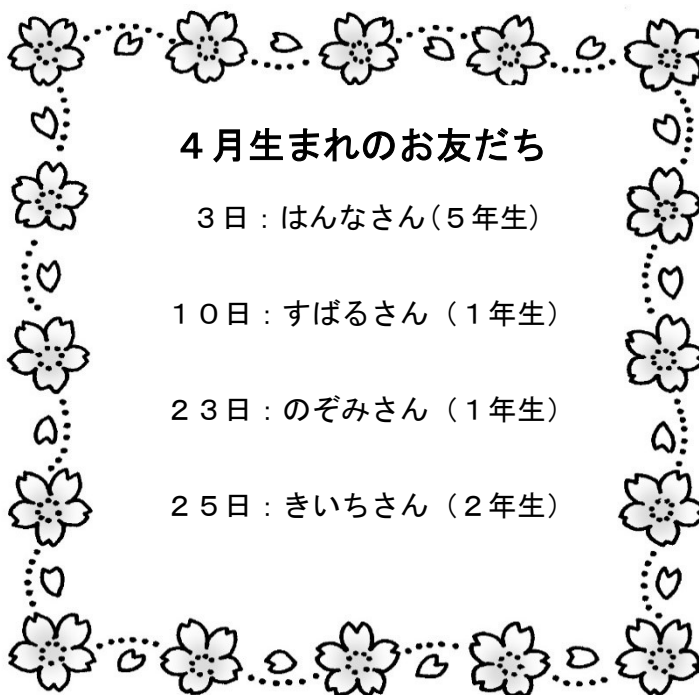 ４月生まれのお友だち
３日：はんなさん（５年生）
１０日：すばるさん（１年生）
２３日：のぞみさん（１年生）
２５日：きいちさん（２年生）